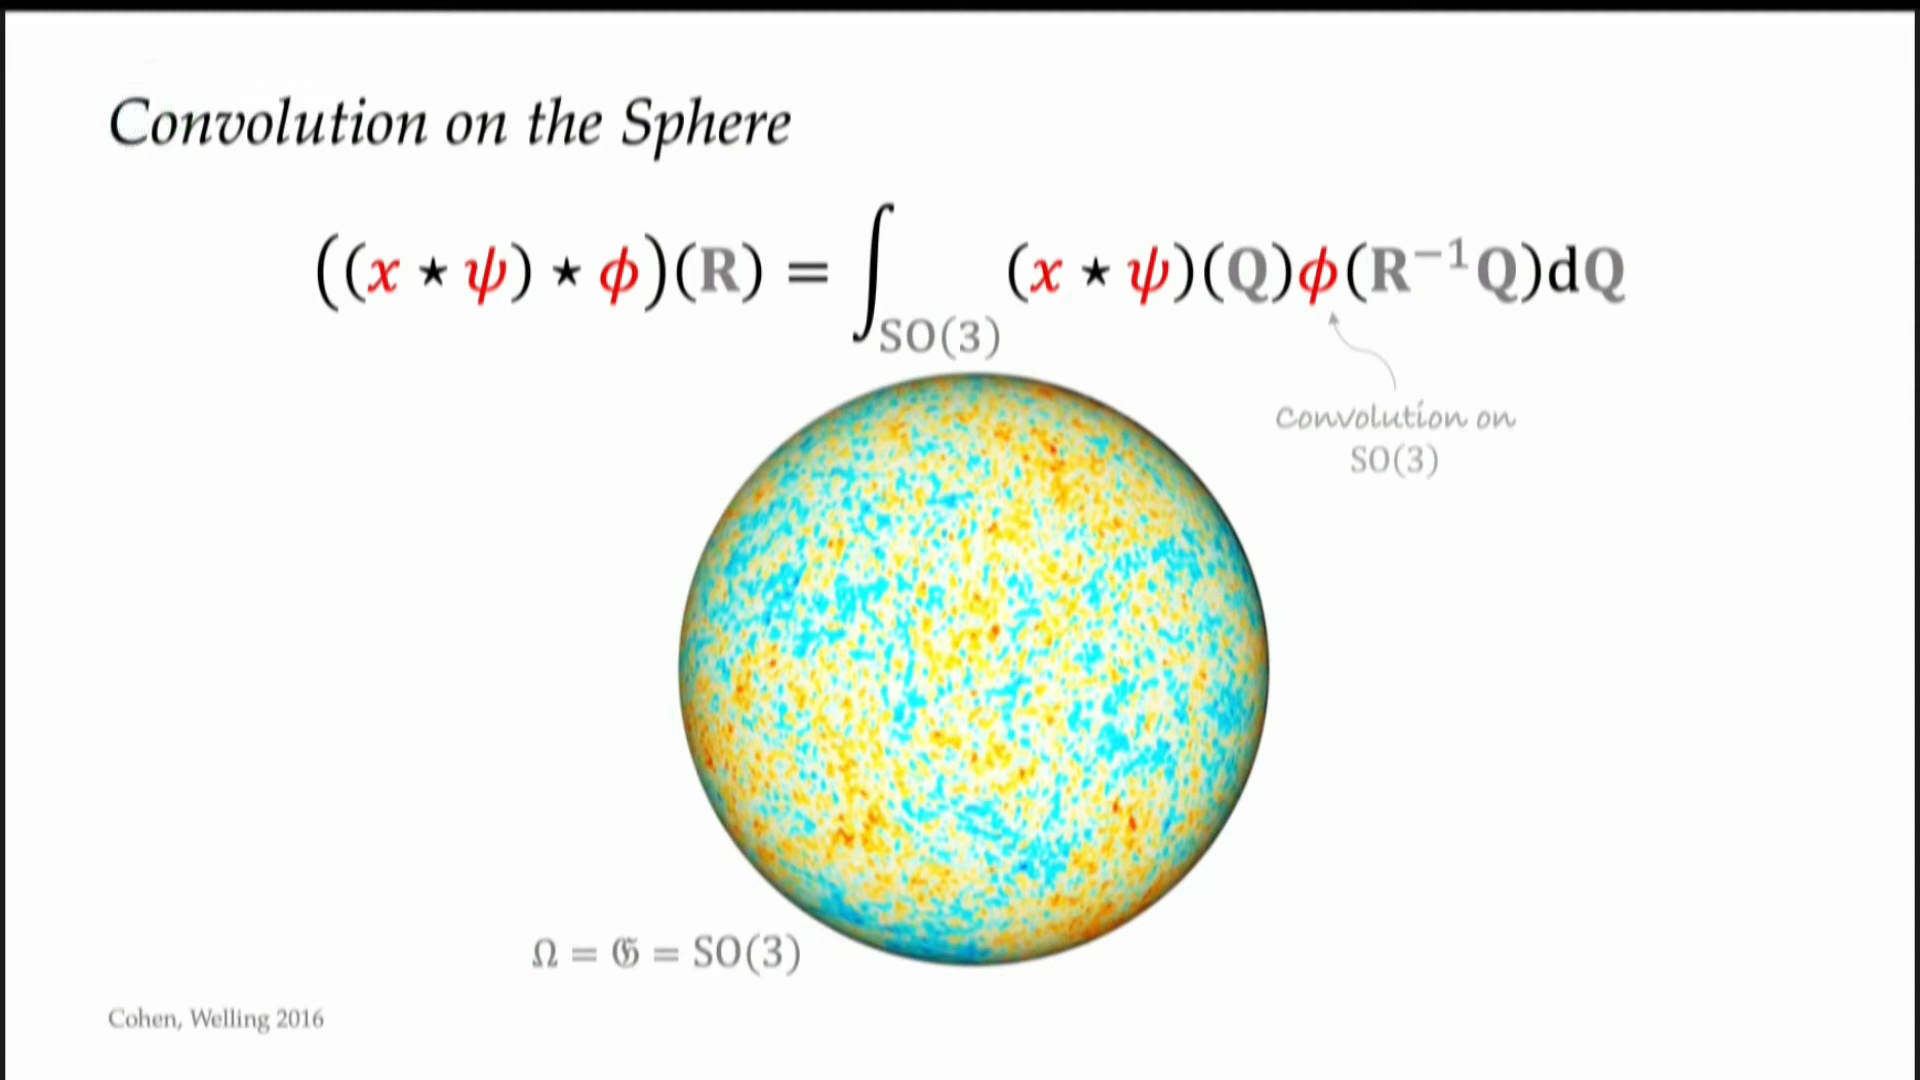 Convolution on the Sphere
((x ⋆ ψ) ⋆ ϕ)(R) = ∫_SO(3) (x ⋆ ψ)(Q)ϕ(R⁻¹Q)dQ
Convolution on
SO(3)
Ω = 𝔊 = SO(3)
Cohen, Welling 2016